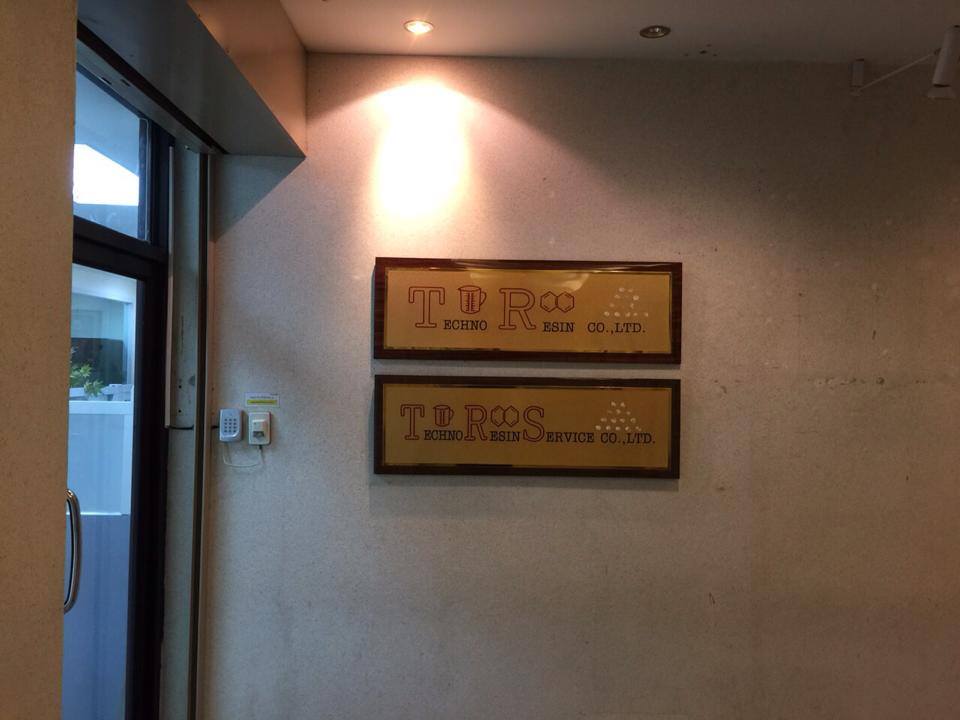 TECHNO RESIN CO.,LTD.
TECHNO RESIN SERVICE CO.,LTD.